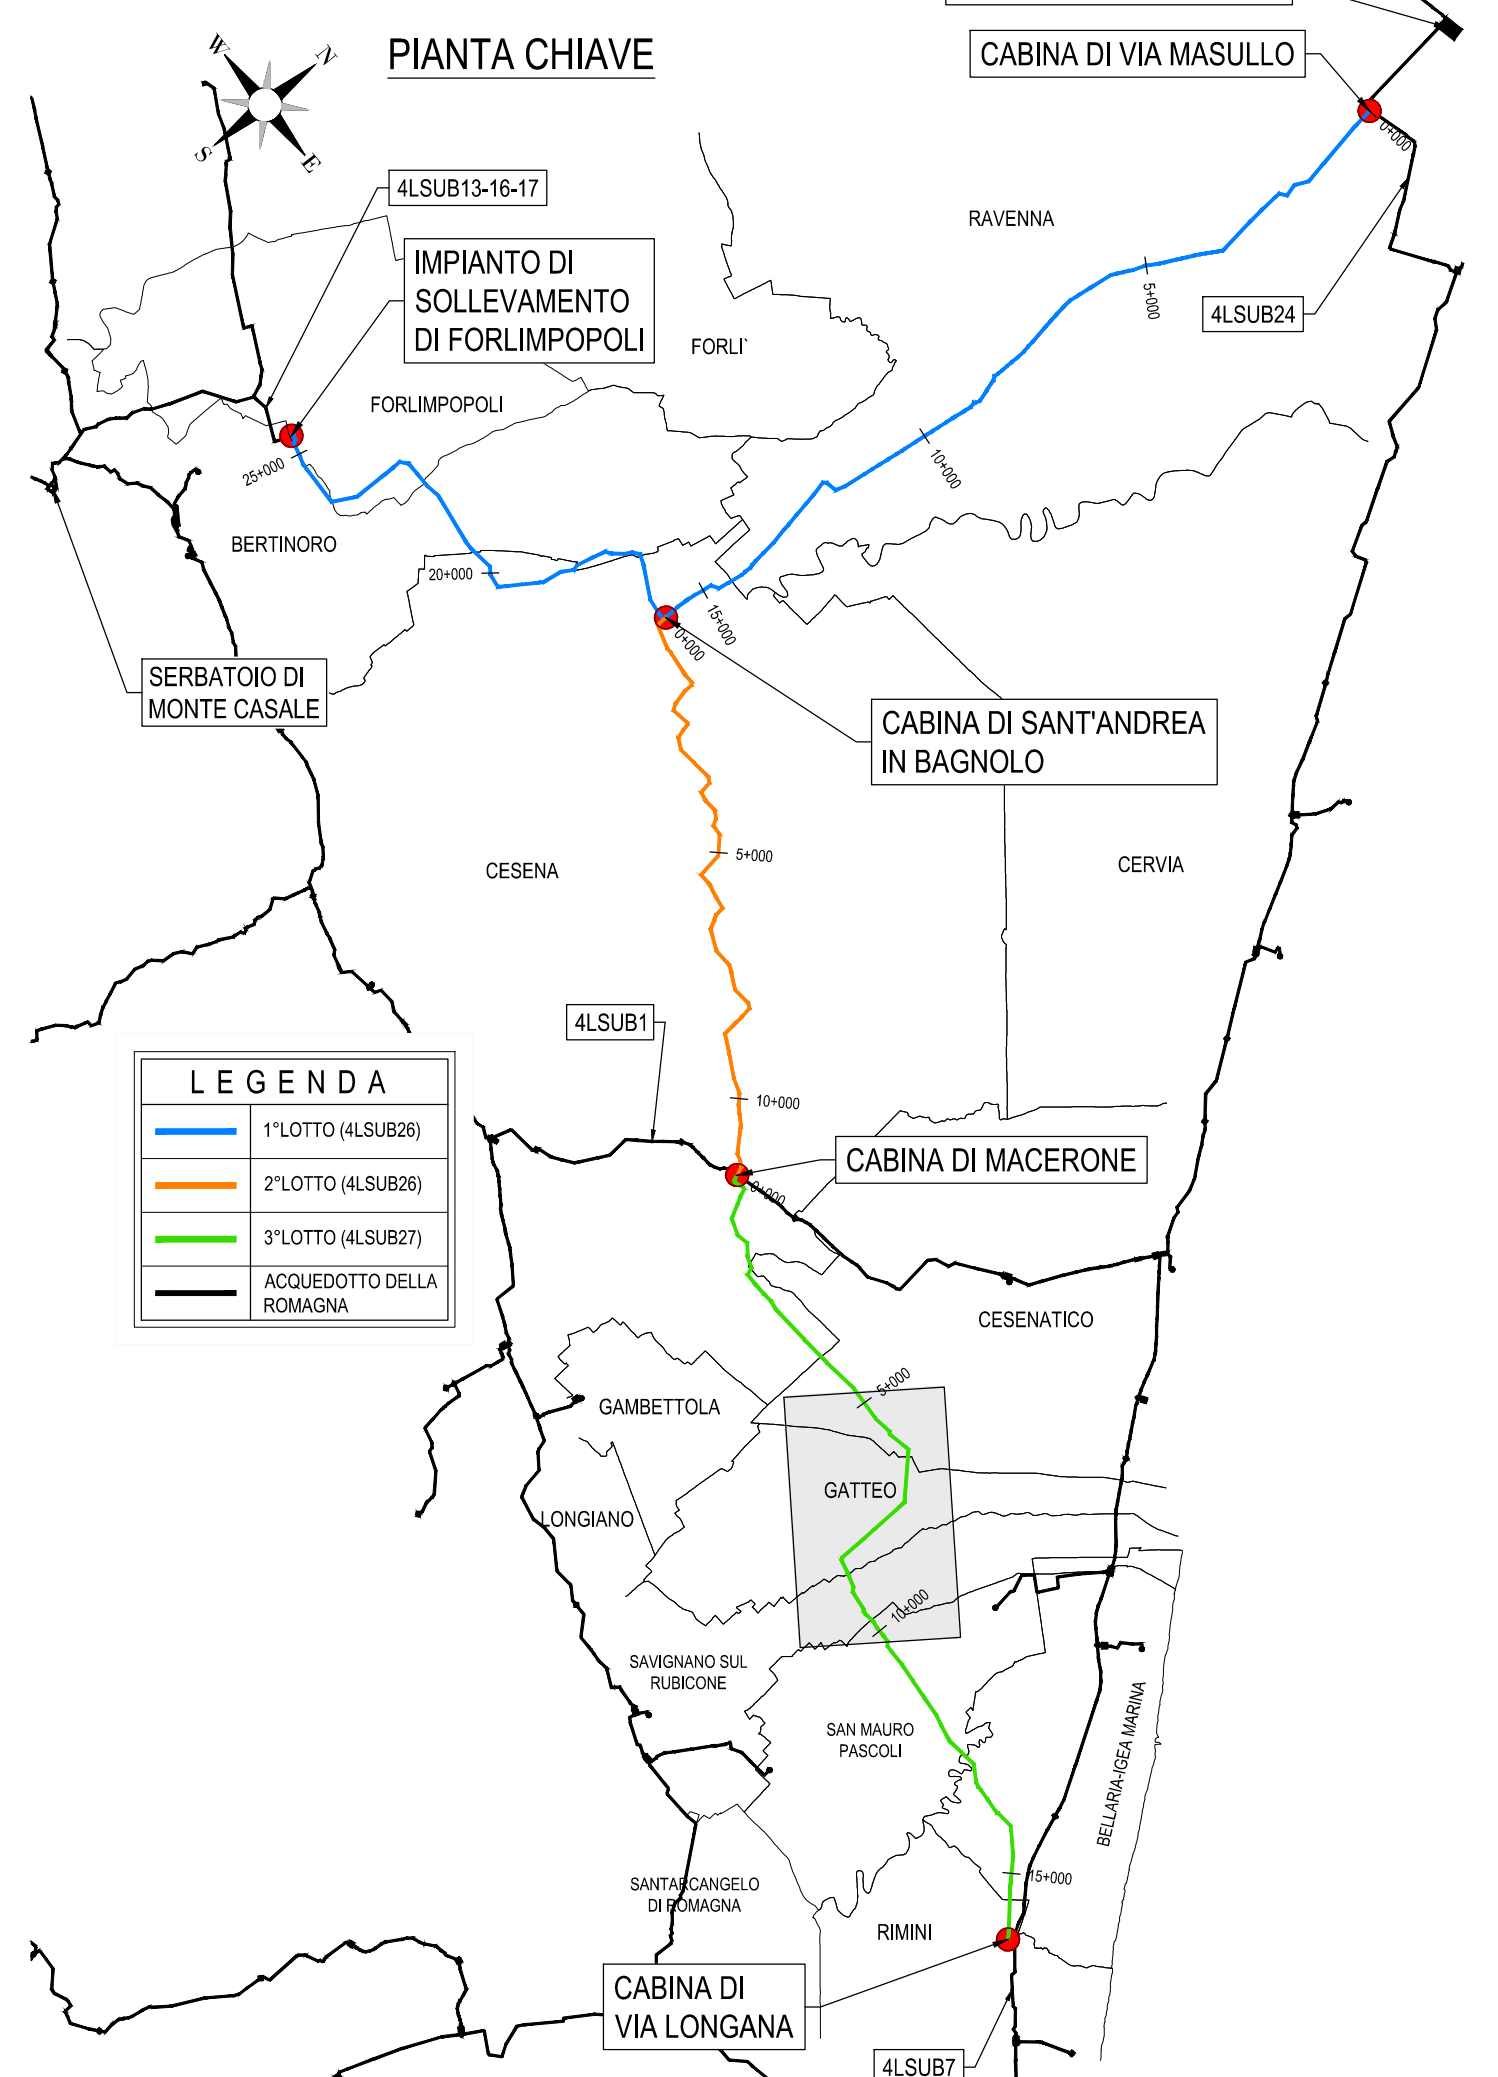 PIANTA CHIAVE
W
N
S
E
CABINA DI VIA MASULLO
0+000
4LSUB13-16-17
RAVENNA
IMPIANTO DI
SOLLEVAMENTO
DI FORLIMPOPOLI
5+000
4LSUB24
FORLI`
FORLIMPOPOLI
25+000
10+000
BERTINORO
20+000
15+000
0+000
SERBATOIO DI
MONTE CASALE
CABINA DI SANT'ANDREA
IN BAGNOLO
5+000
CESENA
CERVIA
4LSUB1
LEGENDA
1°LOTTO (4LSUB26)
2°LOTTO (4LSUB26)
3°LOTTO (4LSUB27)
ACQUEDOTTO DELLA
ROMAGNA
10+000
CABINA DI MACERONE
0+000
CESENATICO
5+000
GAMBETTOLA
GATTEO
LONGIANO
10+000
SAVIGNANO SUL
RUBICONE
SAN MAURO
PASCOLI
BELLARIA-IGEA MARINA
15+000
SANTARCANGELO
DI ROMAGNA
RIMINI
CABINA DI
VIA LONGANA
4LSUB7